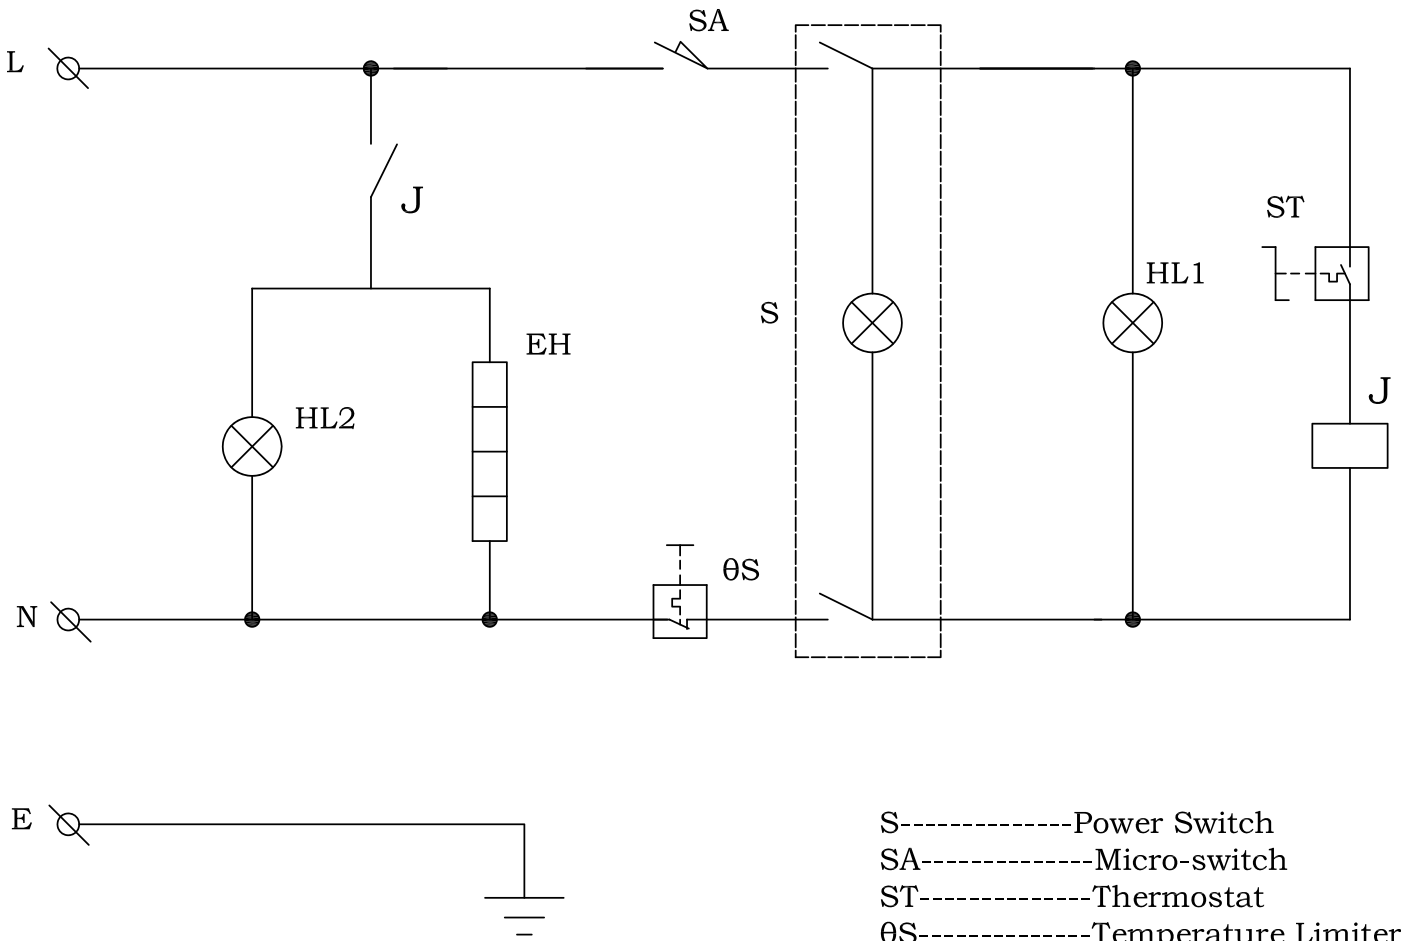 SA
L
J
ST
HL1
S
EH
J
HL2
θS
N
E
S-------------Power Switch
SA-------------Micro-switch
ST-------------Thermostat
θS-------------Temperature Limiter